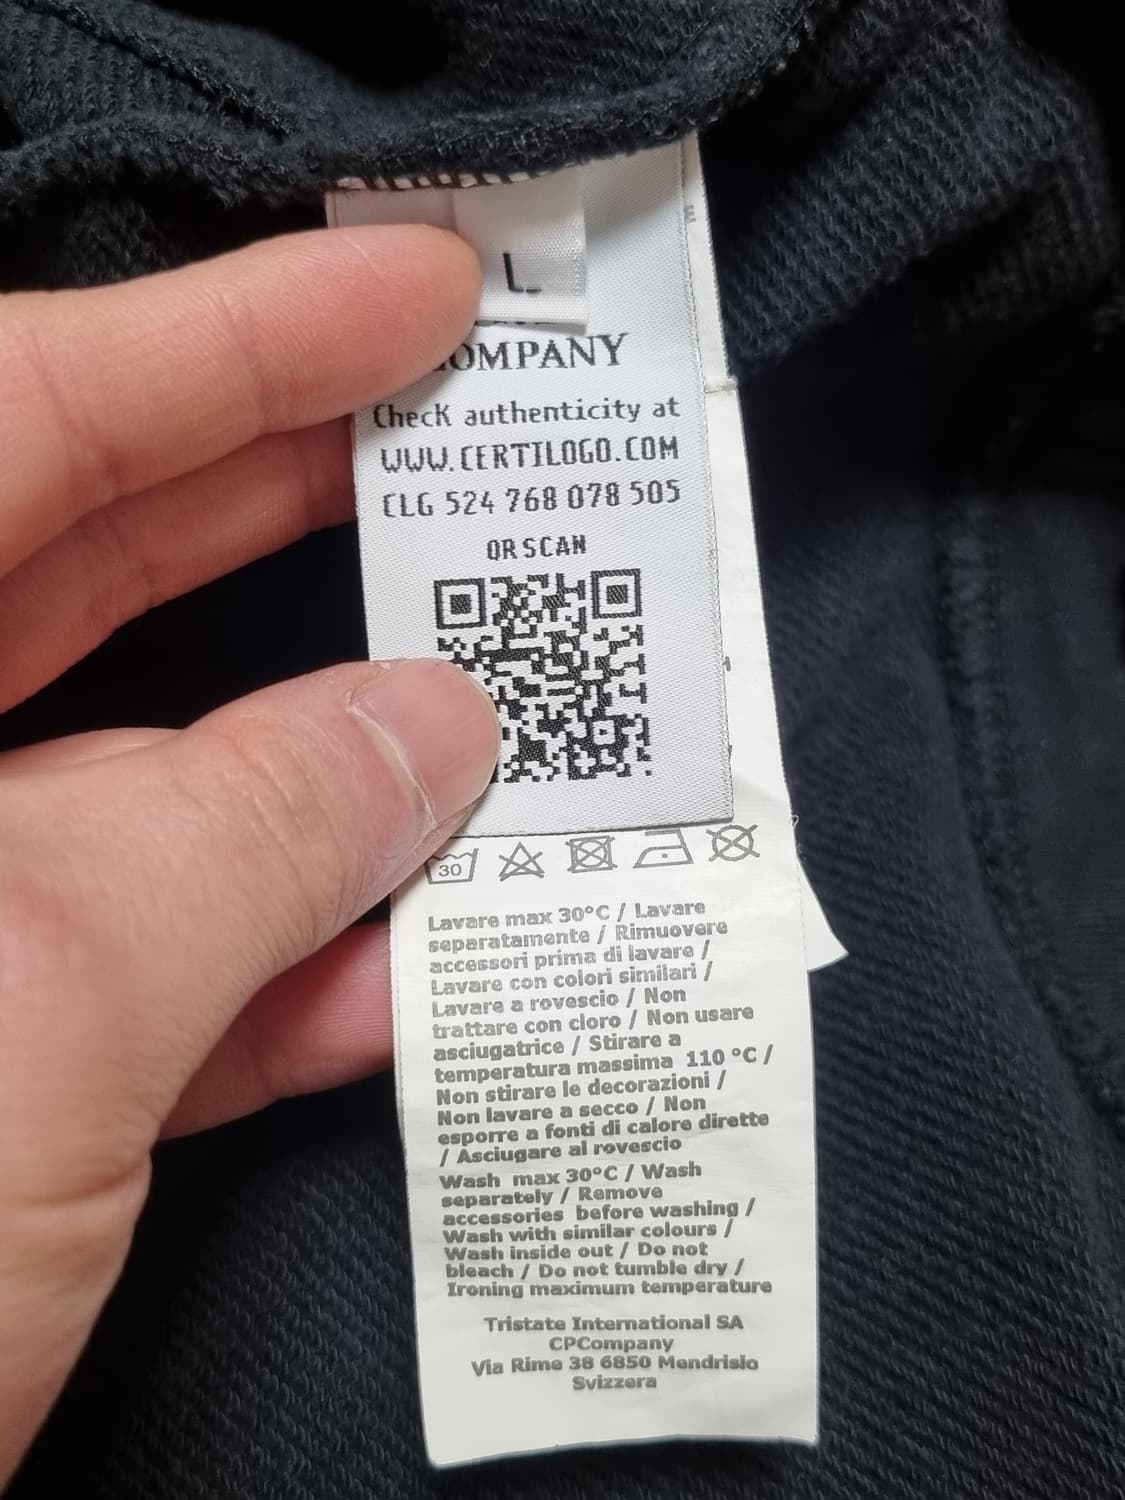 L
COMPANY
Check authenticity at
WWW.CERTILOGO.COM
CLG 524 768 078 505
QR SCAN
30
Lavare max 30°C / Lavare
separatamente / Rimuovere
accessori prima di lavare /
Lavare con colori similari /
Lavare a rovescio / Non
trattare con cloro / Non usare
asciugatrice / Stirare a
temperatura massima 110 °C /
Non stirare le decorazioni /
Non lavare a secco / Non
esporre a fonti di calore dirette
/ Asciugare al rovescio
Wash max 30°C / Wash
separately / Remove
accessories before washing /
Wash with similar colours /
Wash inside out / Do not
bleach / Do not tumble dry /
Ironing maximum temperature
Tristate International SA
CPCompany
Via Rime 38 6850 Mendrisio
Svizzera